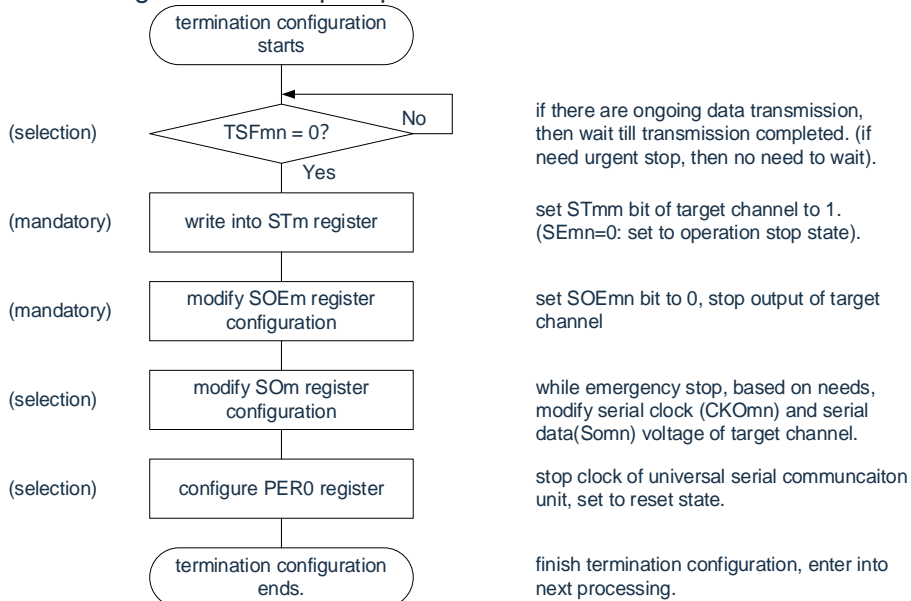 termination configuration
starts
(selection)
TSFmn = 0?
No
if there are ongoing data transmission,
then wait till transmission completed. (if
need urgent stop, then no need to wait).
Yes
(mandatory)
write into STm register
set STmm bit of target channel to 1.
(SEmn=0: set to operation stop state).
(mandatory)
modify SOEm register
configuration
set SOEmn bit to 0, stop output of target
channel
(selection)
modify SOm register
configuration
while emergency stop, based on needs,
modify serial clock (CKOmn) and serial
data(Somn) voltage of target channel.
(selection)
configure PER0 register
stop clock of universal serial communcaiton
unit, set to reset state.
termination configuration
ends.
finish termination configuration, enter into
next processing.